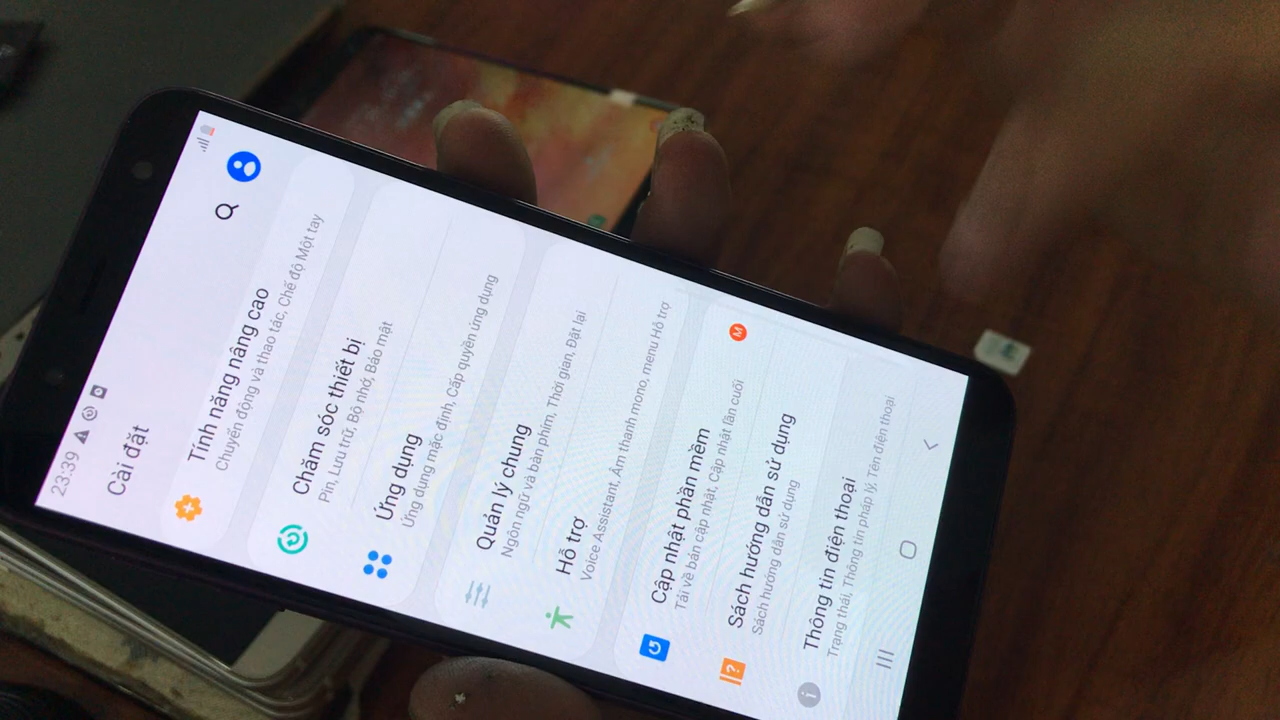 23:39
Cài đặt
Tính năng nâng cao
Chuyển động và thao tác, Chế độ Một tay
Chăm sóc thiết bị
Pin, Lưu trữ, Bộ nhớ, Bảo mật
Ứng dụng
Ứng dụng mặc định, Cấp quyền ứng dụng
Quản lý chung
Ngôn ngữ và bàn phím, Thời gian, Đặt lại
Hỗ trợ
Voice Assistant, Âm thanh mono, menu Hỗ trợ
Cập nhật phần mềm
Tải về bản cập nhật, Cập nhật lần cuối
M
Sách hướng dẫn sử dụng
Sách hướng dẫn sử dụng
Thông tin điện thoại
Trạng thái, Thông tin pháp lý, Tên điện thoại